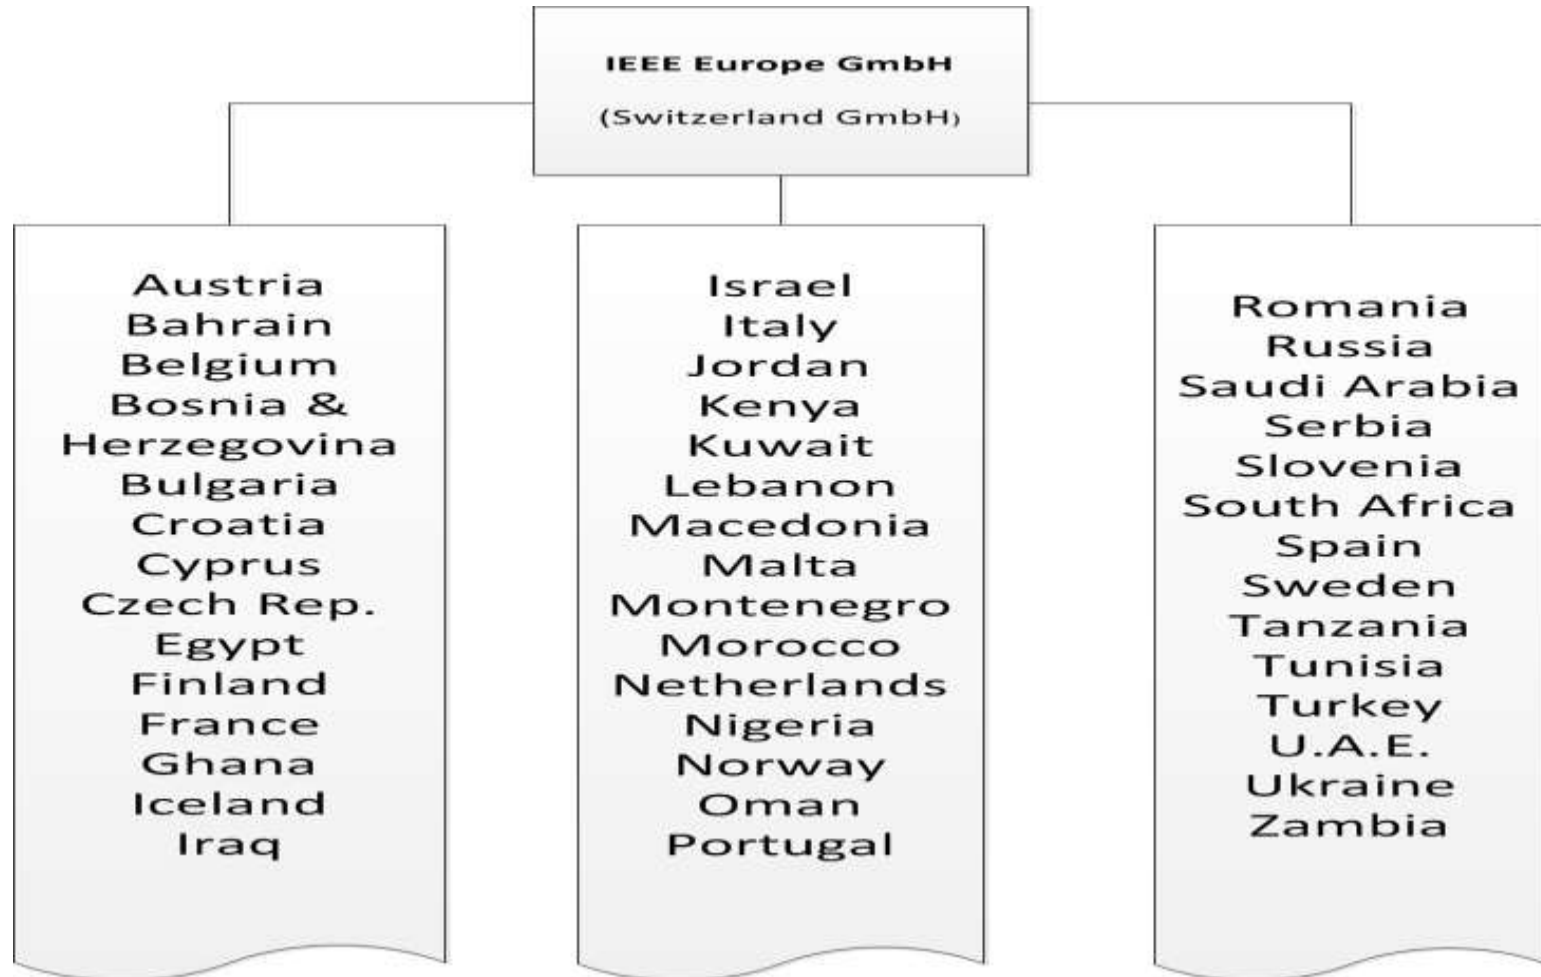 IEEE Europe GmbH
(Switzerland GmbH)
Austria
Bahrain
Belgium
Bosnia &
Herzegovina
Bulgaria
Croatia
Cyprus
Czech Rep.
Egypt
Finland
France
Ghana
Iceland
Iraq
Israel
Italy
Jordan
Kenya
Kuwait
Lebanon
Macedonia
Malta
Montenegro
Morocco
Netherlands
Nigeria
Norway
Oman
Portugal
Romania
Russia
Saudi Arabia
Serbia
Slovenia
South Africa
Spain
Sweden
Tanzania
Tunisia
Turkey
U.A.E.
Ukraine
Zambia